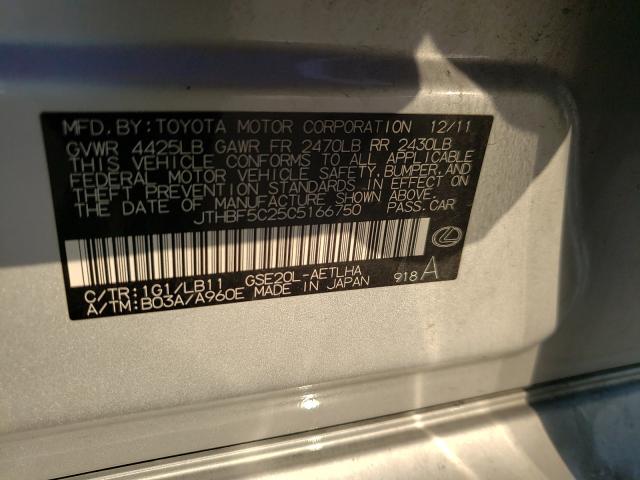 MFD. BY: TOYOTA MOTOR CORPORATION 12/11
GVWR 4425LB GAWR FR 2470LB RR 2430LB
THIS VEHICLE CONFORMS TO ALL APPLICABLE
FEDERAL MOTOR VEHICLE SAFETY, BUMPER, AND
THEFT PREVENTION STANDARDS IN EFFECT ON
THE DATE OF MANUFACTURE SHOWN ABOVE.
JTHBF5C25C5166750 PASS.CAR
C/TR: 1G1/LB11 GSE20L-AETLHA
A/TM: B03A/A960E MADE IN JAPAN 918 A